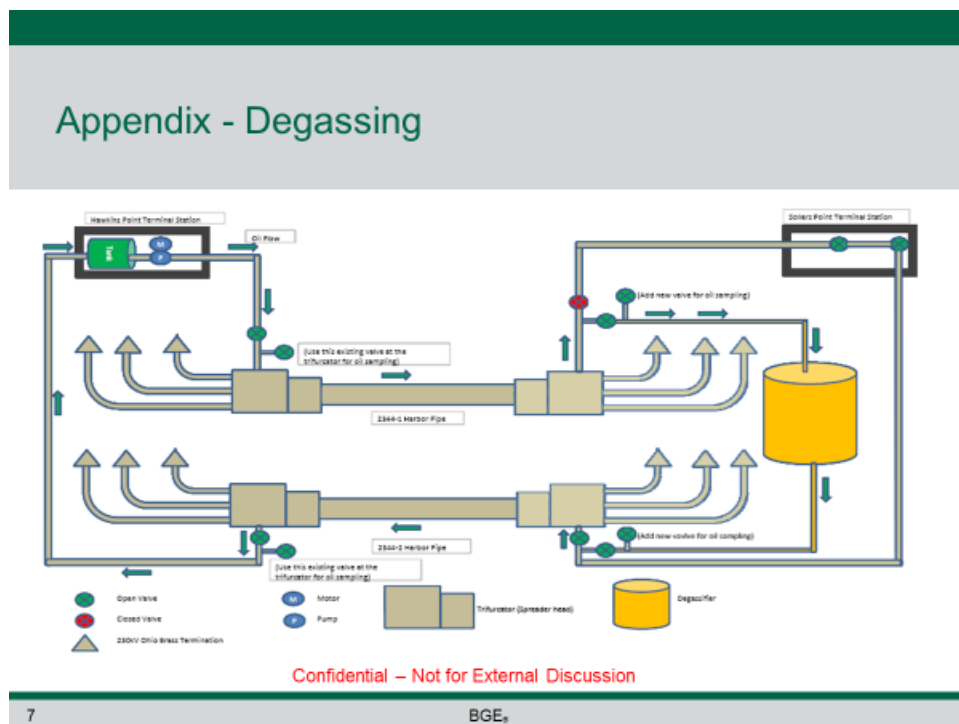 Appendix - Degassing
Hawkins Point Terminal Station
Sollers Point Terminal Station
Oil Flow
M
Tank
P
(Add new valve for oil sampling)
(Use this existing valve at the
trifurcator for oil sampling)
2344-1 Harbor Pipe
2344-2 Harbor Pipe
(Add new vavlve for oil sampling)
(Use this existing valve at the
trifurcator for oil sampling)
Open Valve
M
Motor
Closed Valve
P
Pump
Trifurcator (Spreader head)
Degassifier
230kV Ohio Brass Termination
Confidential – Not for External Discussion
7
BGE
8